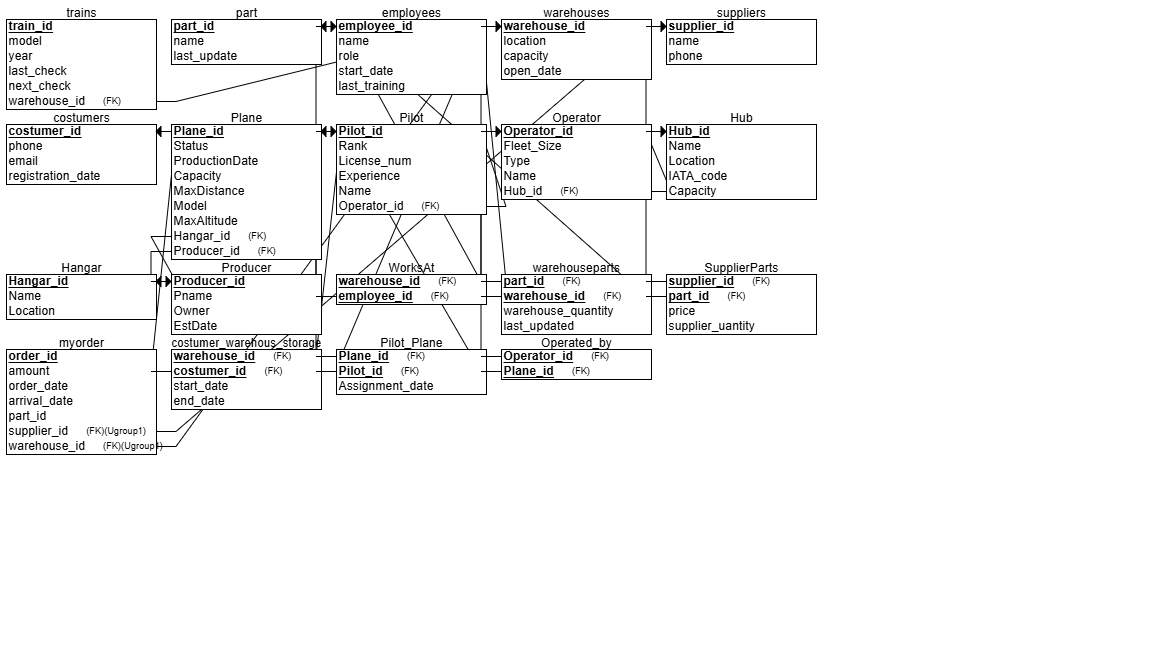 trains
train_id
model
year
last_check
next_check
warehouse_id (FK)
part
part_id
name
last_update
employees
employee_id
name
role
start_date
last_training
warehouses
warehouse_id
location
capacity
open_date
suppliers
supplier_id
name
phone
costumers
costumer_id
phone
email
registration_date
Plane
Plane_id
Status
ProductionDate
Capacity
MaxDistance
Model
MaxAltitude
Hangar_id (FK)
Producer_id (FK)
Pilot
Pilot_id
Rank
License_num
Experience
Name
Operator_id (FK)
Operator
Operator_id
Fleet_Size
Type
Name
Hub_id (FK)
Hub
Hub_id
Name
Location
IATA_code
Capacity
Hangar
Hangar_id
Name
Location
Producer
Producer_id
Pname
Owner
EstDate
WorksAt
warehouse_id (FK)
employee_id (FK)
warehouseparts
part_id (FK)
warehouse_id (FK)
warehouse_quantity
last_updated
SupplierParts
supplier_id (FK)
part_id (FK)
price
supplier_uantity
myorder
order_id
amount
order_date
arrival_date
part_id
supplier_id (FK)(Ugroup1)
warehouse_id (FK)(Ugroup1)
costumer_warehous_storage
warehouse_id (FK)
costumer_id (FK)
start_date
end_date
Pilot_Plane
Plane_id (FK)
Pilot_id (FK)
Assignment_date
Operated_by
Operator_id (FK)
Plane_id (FK)